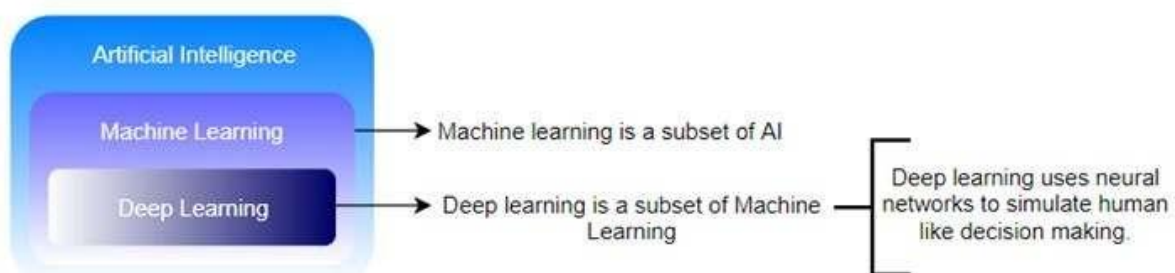 Artificial Intelligence
Machine Learning
Machine learning is a subset of AI
Deep Learning
Deep learning is a subset of Machine
Learning
Deep learning uses neural
networks to simulate human
like decision making.